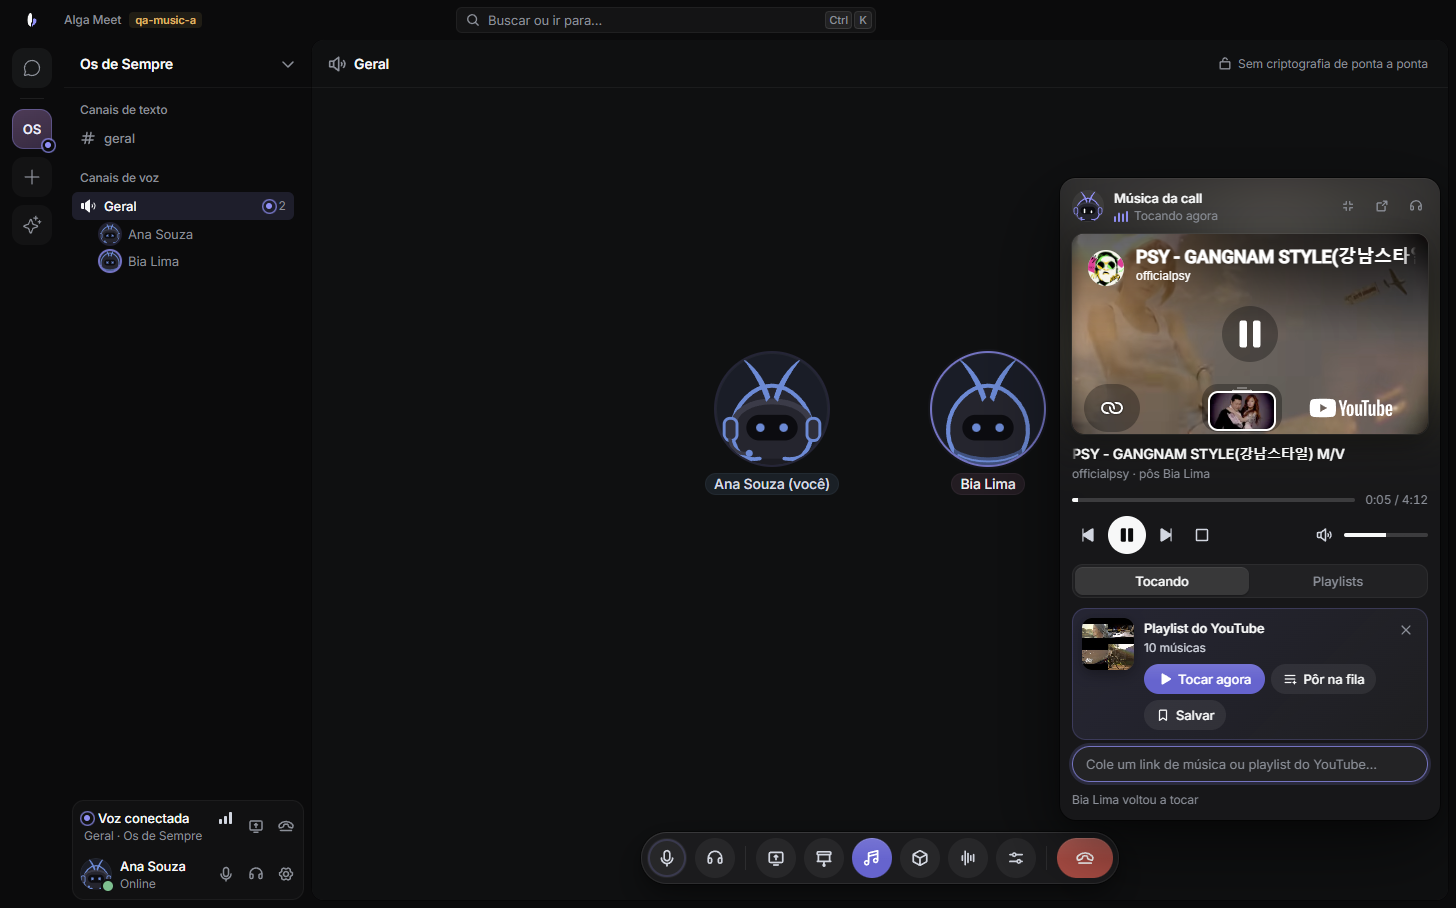 Alga Meet
qa-music-a
Buscar ou ir para...
Ctrl
K
Os de Sempre
Geral
Sem criptografia de ponta a ponta
OS
Canais de texto
geral
Canais de voz
Geral
2
Ana Souza
Bia Lima
Ana Souza (você)
Bia Lima
Música da call
Tocando agora
PSY - GANGNAM STYLE(강남스타
officialpsy
YouTube
PSY - GANGNAM STYLE(강남스타일) M/V
officialpsy · pôs Bia Lima
0:05 / 4:12
Tocando
Playlists
Playlist do YouTube
10 músicas
Tocar agora
Pôr na fila
Salvar
Cole um link de música ou playlist do YouTube...
Bia Lima voltou a tocar
Voz conectada
Geral · Os de Sempre
Ana Souza
Online